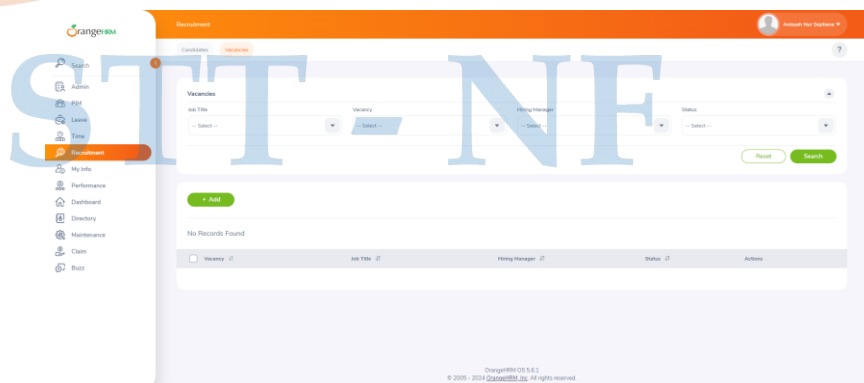 OrangeHRM
Recruitment
Anisyah Nur Septiana
Candidates
Vacancies
?
Search
Admin
PIM
Leave
Time
Recruitment
My Info
Performance
Dashboard
Directory
Maintenance
Claim
Buzz
STT NF
Vacancies
Job Title
Vacancy
Hiring Manager
Status
-- Select --
-- Select --
-- Select --
-- Select --
Reset
Search
+ Add
No Records Found
Vacancy
Job Title
Hiring Manager
Status
Actions
OrangeHRM OS 5.6.1
© 2005 - 2024 OrangeHRM, Inc. All rights reserved.